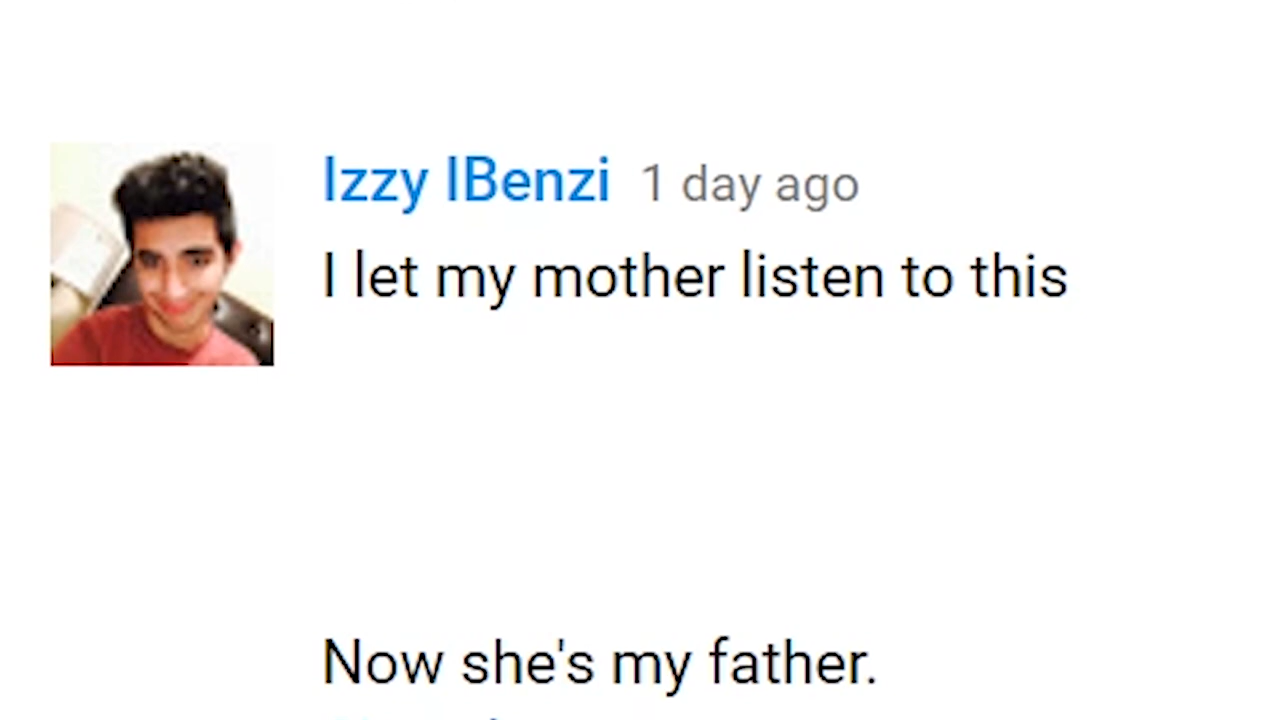 Izzy IBenzi 1 day ago
I let my mother listen to this
Now she's my father.